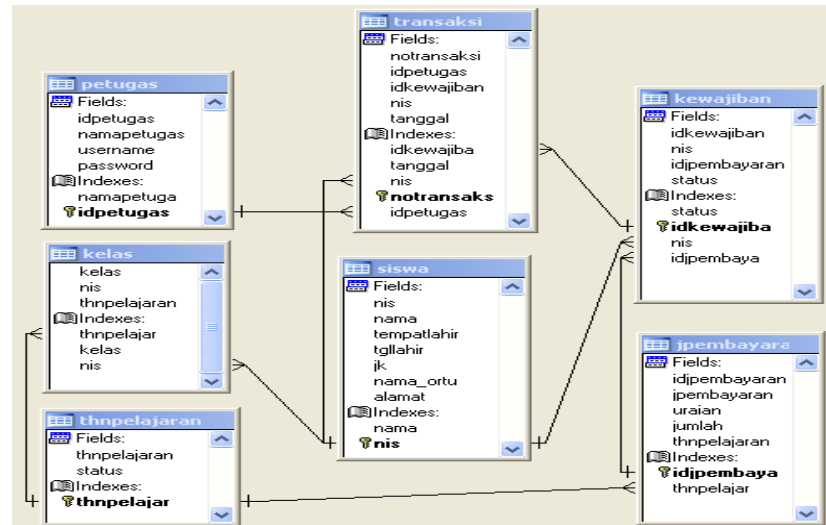 petugas
Fields:
idpetugas
namapetugas
username
password
Indexes:
namapetuga
idpetugas
transaksi
Fields:
notransaksi
idpetugas
idkewajiban
nis
tanggal
Indexes:
idkewajiba
tanggal
nis
notransaks
idpetugas
kewajiban
Fields:
idkewajiban
nis
idjpembayaran
status
Indexes:
status
idkewajiba
nis
idjpembaya
kelas
kelas
nis
thnpelajaran
Indexes:
thnpelajar
kelas
nis
siswa
Fields:
nis
nama
tempatlahir
tgllahir
jk
nama_ortu
alamat
Indexes:
nama
nis
jpembayara
Fields:
idjpembayaran
jpembayaran
uraian
jumlah
thnpelajaran
Indexes:
idjpembaya
thnpelajar
thnpelajaran
Fields:
thnpelajaran
status
Indexes:
thnpelajar